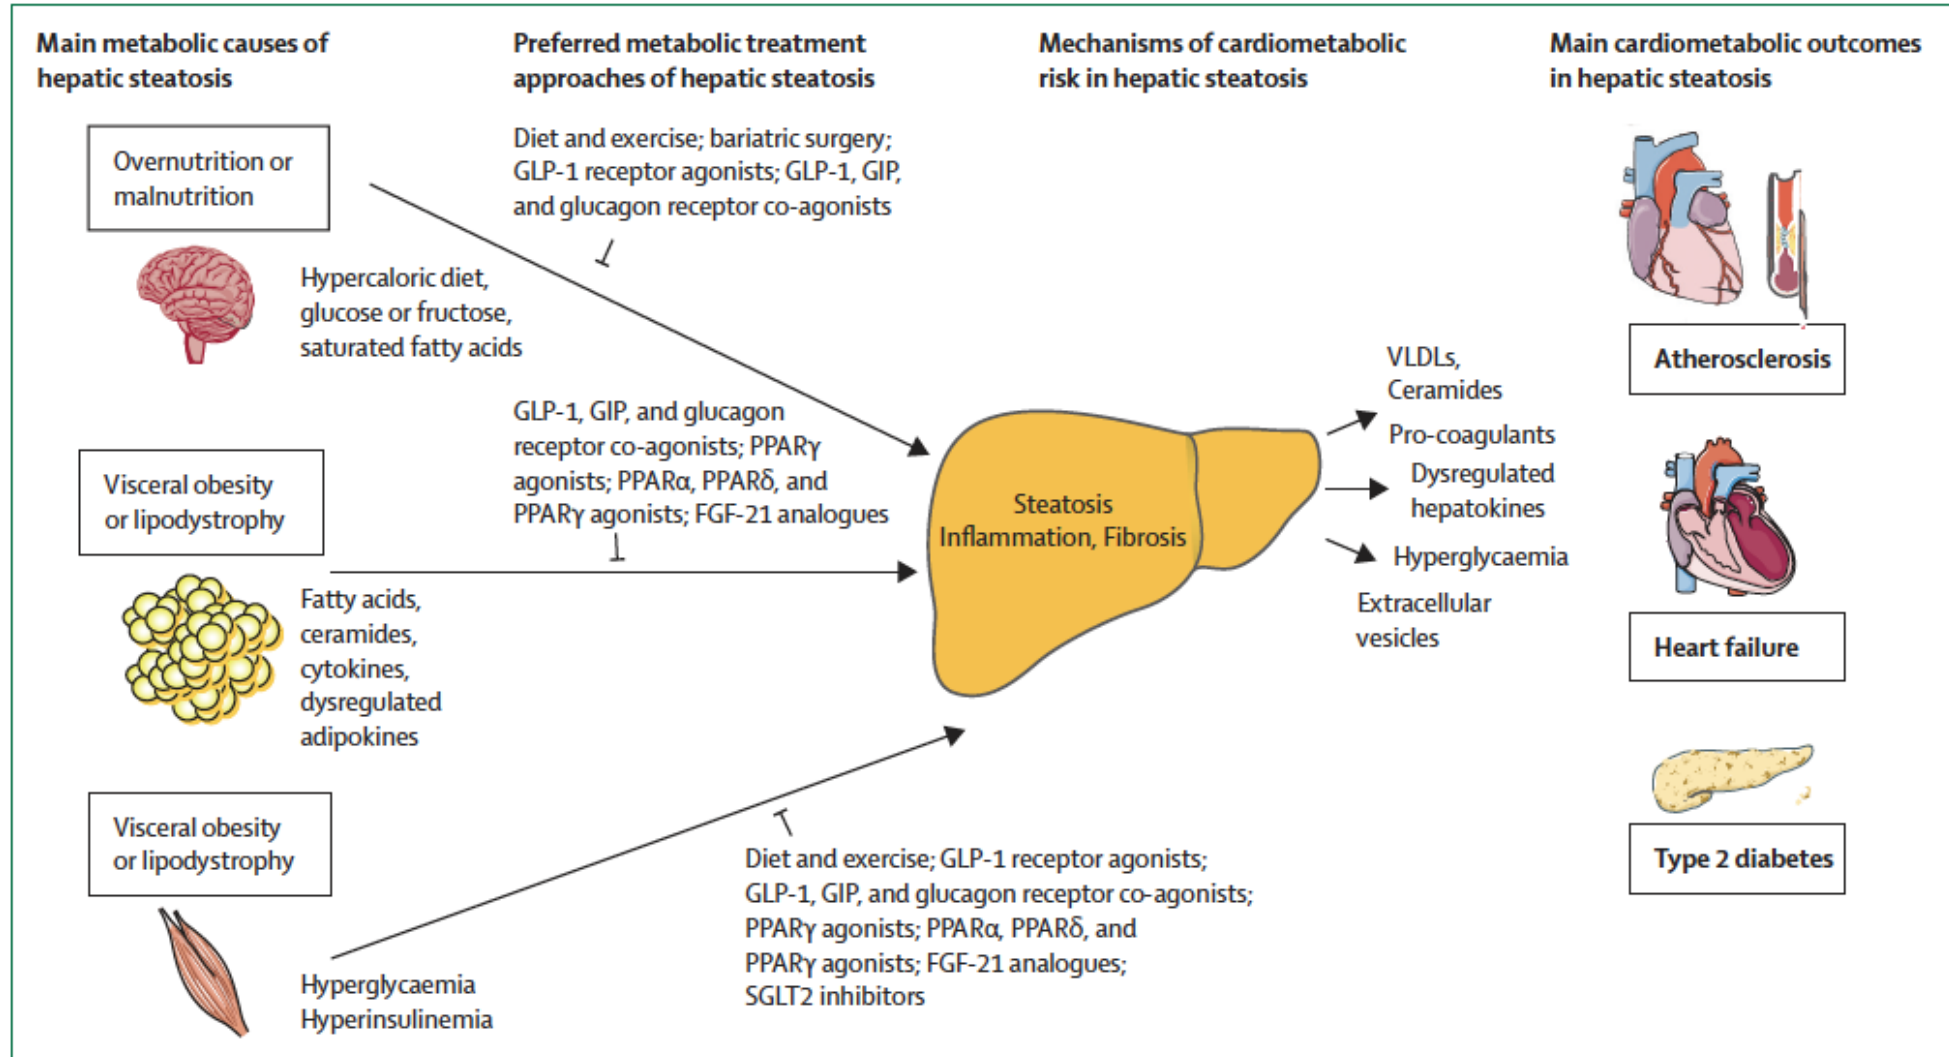 Main metabolic causes of
hepatic steatosis
Preferred metabolic treatment
approaches of hepatic steatosis
Mechanisms of cardiometabolic
risk in hepatic steatosis
Main cardiometabolic outcomes
in hepatic steatosis
Overnutrition or
malnutrition
Hypercaloric diet,
glucose or fructose,
saturated fatty acids
Diet and exercise; bariatric surgery;
GLP-1 receptor agonists; GLP-1, GIP,
and glucagon receptor co-agonists
Visceral obesity
or lipodystrophy
Fatty acids,
ceramides,
cytokines,
dysregulated
adipokines
GLP-1, GIP, and glucagon
receptor co-agonists; PPARγ
agonists; PPARα, PPARδ, and
PPARγ agonists; FGF-21 analogues
Visceral obesity
or lipodystrophy
Hyperglycaemia
Hyperinsulinemia
Diet and exercise; GLP-1 receptor agonists;
GLP-1, GIP, and glucagon receptor co-agonists;
PPARγ agonists; PPARα, PPARδ, and
PPARγ agonists; FGF-21 analogues;
SGLT2 inhibitors
Steatosis
Inflammation, Fibrosis
VLDLs,
Ceramides
Pro-coagulants
Dysregulated
hepatokines
Hyperglycaemia
Extracellular
vesicles
Atherosclerosis
Heart failure
Type 2 diabetes